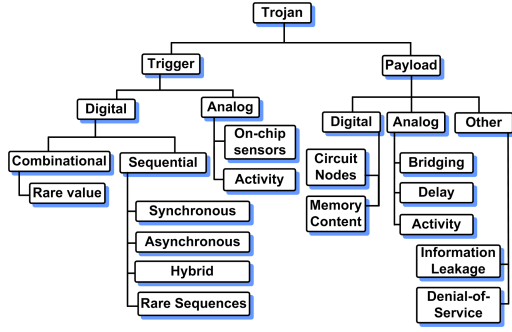 Trojan
Trigger
Payload
Digital
Analog
Digital
Analog
Other
Combinational
Sequential
On-chip
sensors
Activity
Rare value
Synchronous
Asynchronous
Hybrid
Rare Sequences
Circuit
Nodes
Memory
Content
Bridging
Delay
Activity
Information
Leakage
Denial-of-
Service